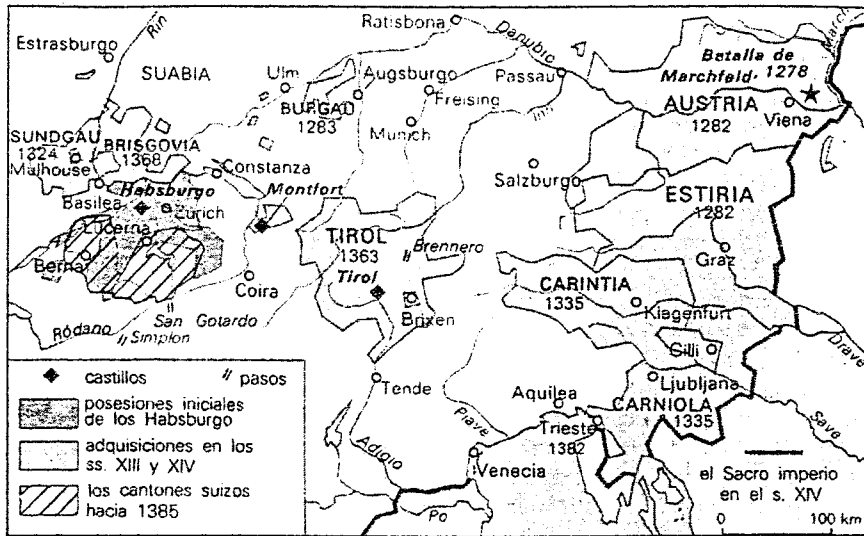 Ratisbona
Rin
Estrasburgo
Danubio
SUABIA
Ulm
Augsburgo
Passau
Batalla de
Marchfeld 1278
BURGAU
1283
Freising
Inn
AUSTRIA
1282
Viena
Munich
SUNDGAU
1324
BRISGOVIA
1368
Malhouse
Constanza
Salzburgo
Basilea
Habsburgo
Montfort
Zúrich
ESTIRIA
1282
Lucerna
TIROL
1363
Brennero
Tirol
Graz
Berna
Coira
CARINTIA
1335
Klagenfurt
Brixen
San Gotardo
Ródano
Simplon
Cilli
Drave
castillos
pasos
Tende
Aquilea
Ljubljana
posesiones iniciales
de los Habsburgo
CARNIOLA
1335
Piave
Trieste
1382
Save
adquisiciones en los
ss. XIII y XIV
Adigio
Venecia
el Sacro imperio
en el s. XIV
los cantones suizos
hacia 1385
Po
0 100 km